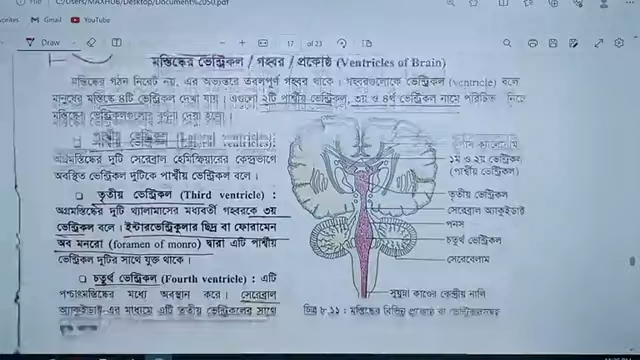 C:/Users/MAXHUB/Desktop/Document%2050.pdf
Gmail YouTube
Draw 17 of 23
মস্তিষ্কের ভেন্ট্রিকল / গহ্বর / প্রকোষ্ঠ (Ventricles of Brain)
মস্তিষ্কের গঠন নিরেট নয়, এর অভ্যন্তরে তরলপূর্ণ গহ্বর থাকে। গহ্বরগুলোকে ভেন্ট্রিকল (ventricle) বলে
মানুষের মস্তিষ্কে ৪টি ভেন্ট্রিকল দেখা যায়। এগুলো ২টি পার্শ্বীয় ভেন্ট্রিকল, ৩য় ও ৪র্থ ভেন্ট্রিকল নামে পরিচিত
মস্তিষ্কের ভেন্ট্রিকলগুলোর
পার্শ্বীয় ভেন্ট্রিকল (Lateral ventricles):
অগ্রমস্তিষ্কের দুটি সেরেব্রাল হেমিস্ফিয়ারের কেন্দ্রভাগে
অবস্থিত ভেন্ট্রিকল দুটিকে পার্শ্বীয় ভেন্ট্রিকল বলে।
১ম ও ২য় ভেন্ট্রিকল
(পার্শ্বীয় ভেন্ট্রিকল)
তৃতীয় ভেন্ট্রিকল (Third ventricle) :
অগ্রমস্তিষ্কের দুটি থ্যালামাসের মধ্যবর্তী গহ্বরকে ৩য়
ভেন্ট্রিকল বলে। ইন্টারভেন্ট্রিকুলার ছিদ্র বা ফোরামেন
অব মনরো (foramen of monro) দ্বারা এটি পার্শ্বীয়
ভেন্ট্রিকল দুটির সাথে যুক্ত থাকে।
তৃতীয় ভেন্ট্রিকল
সেরেব্রাল অ্যাকুইডাক্ট
পনস
চতুর্থ ভেন্ট্রিকল
সেরেবেলাম
চতুর্থ ভেন্ট্রিকল (Fourth ventricle) : এটি
পশ্চাৎমস্তিষ্কের মধ্যে অবস্থান করে। সেরেব্রাল
অ্যাকুইডাক্ট-এর মাধ্যমে এটি তৃতীয় ভেন্ট্রিকলের সাথে
সুষুম্না কাণ্ডের কেন্দ্রীয় নালি
চিত্র ৮.১১ : মস্তিষ্কের বিভিন্ন প্রকোষ্ঠ বা ভেন্ট্রিকলসমূহ